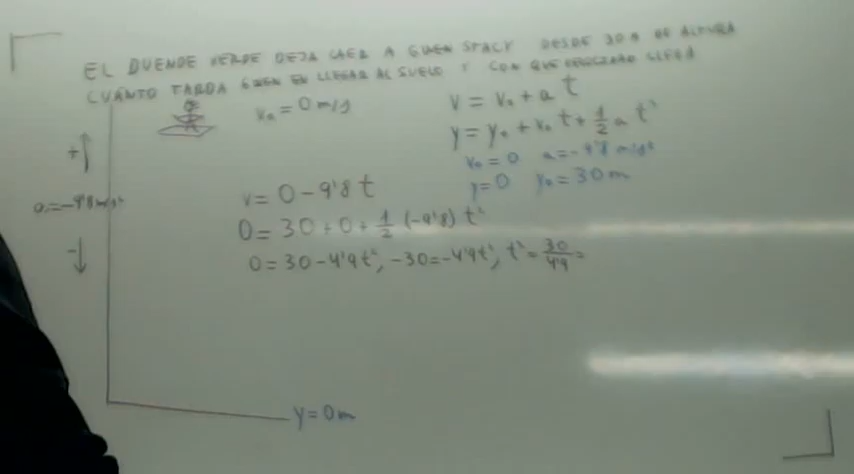 EL DUENDE VERDE DEJA CAER A GWEN STACY DESDE 30 M DE ALTURA
CUÁNTO TARDA GWEN EN LLEGAR AL SUELO Y CON QUE VELOCIDAD LLEGA
v₀ = 0 m/s
v = v₀ + a t
y = y₀ + v₀ t + 1/2 a t²
v₀ = 0 a = -9'8 m/s²
y = 0 y₀ = 30 m
+
a = -9'8 m/s²
-
v = 0 - 9'8 t
0 = 30 + 0 + 1/2 (-9'8) t²
0 = 30 - 4'9 t², -30 = -4'9 t², t² = 30/4'9 =
y = 0 m